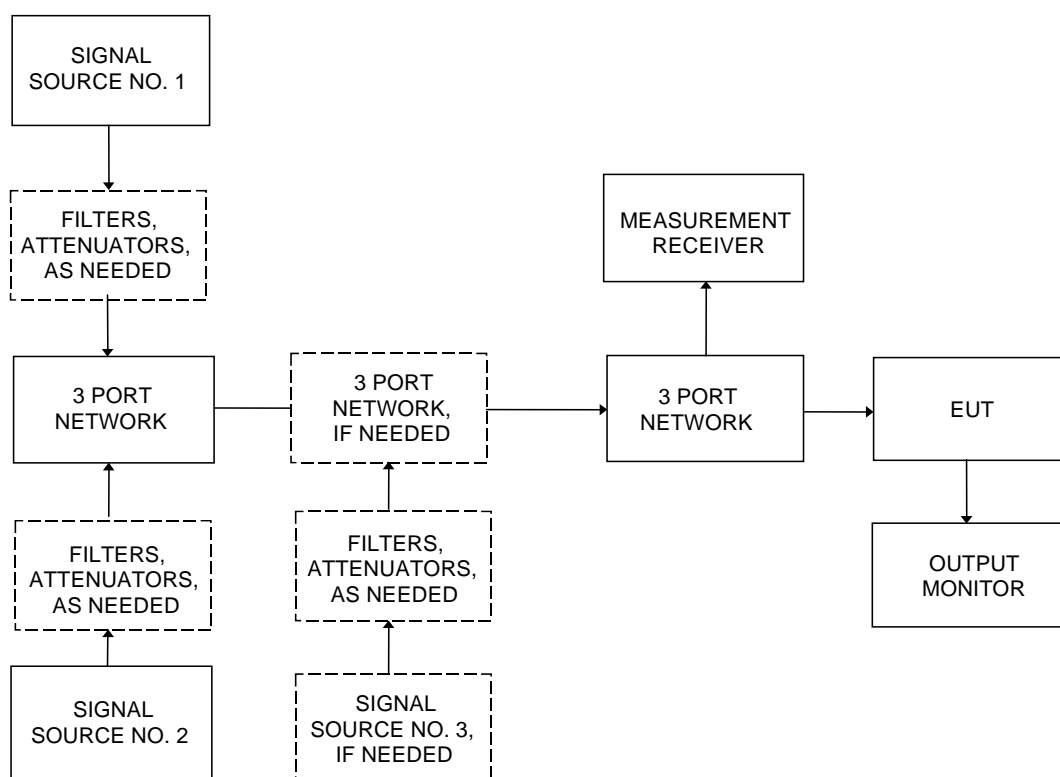 SIGNAL
SOURCE NO. 1
FILTERS,
ATTENUATORS,
AS NEEDED
MEASUREMENT
RECEIVER
3 PORT
NETWORK
3 PORT
NETWORK,
IF NEEDED
3 PORT
NETWORK
EUT
FILTERS,
ATTENUATORS,
AS NEEDED
FILTERS,
ATTENUATORS,
AS NEEDED
OUTPUT
MONITOR
SIGNAL
SOURCE NO. 2
SIGNAL
SOURCE NO. 3,
IF NEEDED